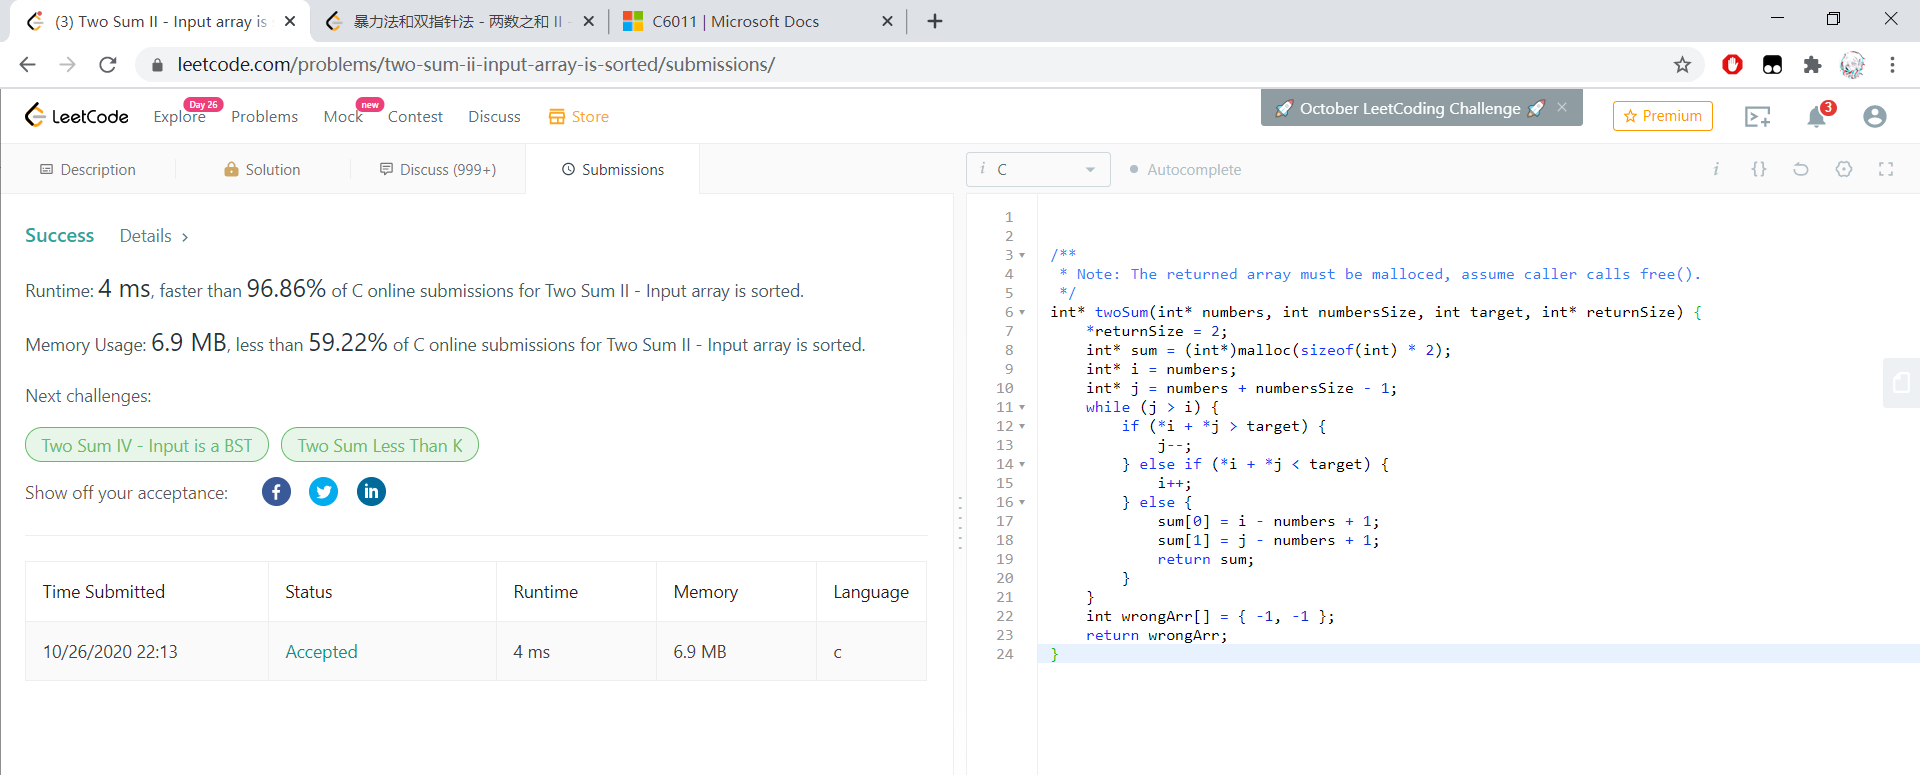 (3) Two Sum II - Input array is
暴力法和双指针法 - 两数之和 II -
C6011 | Microsoft Docs
leetcode.com/problems/two-sum-ii-input-array-is-sorted/submissions/
LeetCode
Explore
Day 26
Problems
Mock
new
Contest
Discuss
Store
🚀 October LeetCoding Challenge 🚀 ×
Premium
3
Description
Solution
Discuss (999+)
Submissions
i C
Autocomplete
i {}
Success Details >
Runtime: 4 ms, faster than 96.86% of C online submissions for Two Sum II - Input array is sorted.
Memory Usage: 6.9 MB, less than 59.22% of C online submissions for Two Sum II - Input array is sorted.
Next challenges:
Two Sum IV - Input is a BST
Two Sum Less Than K
Show off your acceptance:
Time Submitted Status Runtime Memory Language
10/26/2020 22:13 Accepted 4 ms 6.9 MB c
1
2
3 /**
4 * Note: The returned array must be malloced, assume caller calls free().
5 */
6 int* twoSum(int* numbers, int numbersSize, int target, int* returnSize) {
7 *returnSize = 2;
8 int* sum = (int*)malloc(sizeof(int) * 2);
9 int* i = numbers;
10 int* j = numbers + numbersSize - 1;
11 while (j > i) {
12 if (*i + *j > target) {
13 j--;
14 } else if (*i + *j < target) {
15 i++;
16 } else {
17 sum[0] = i - numbers + 1;
18 sum[1] = j - numbers + 1;
19 return sum;
20 }
21 }
22 int wrongArr[] = { -1, -1 };
23 return wrongArr;
24 }